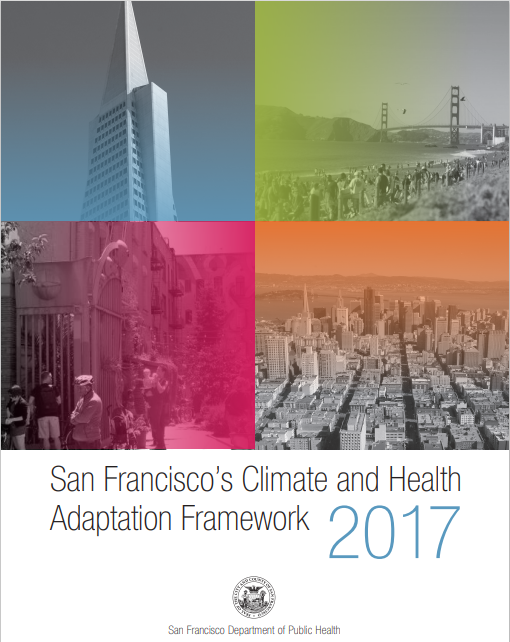 San Francisco's Climate and Health
Adaptation Framework 2017
San Francisco Department of Public Health